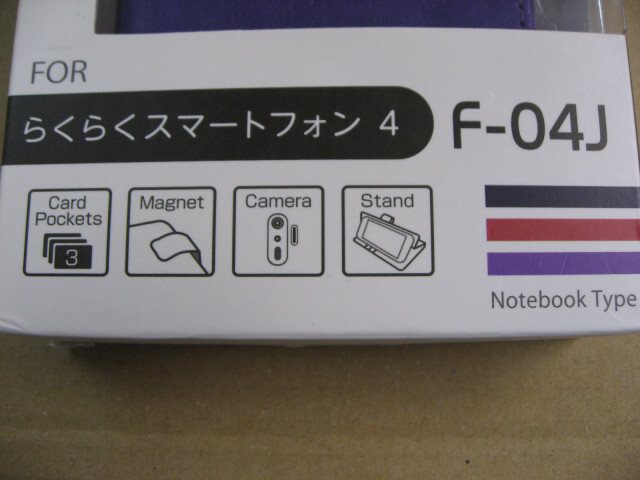 FOR
らくらくスマートフォン 4
F-04J
Card
Pockets
3
Magnet
Camera
Stand
Notebook Type